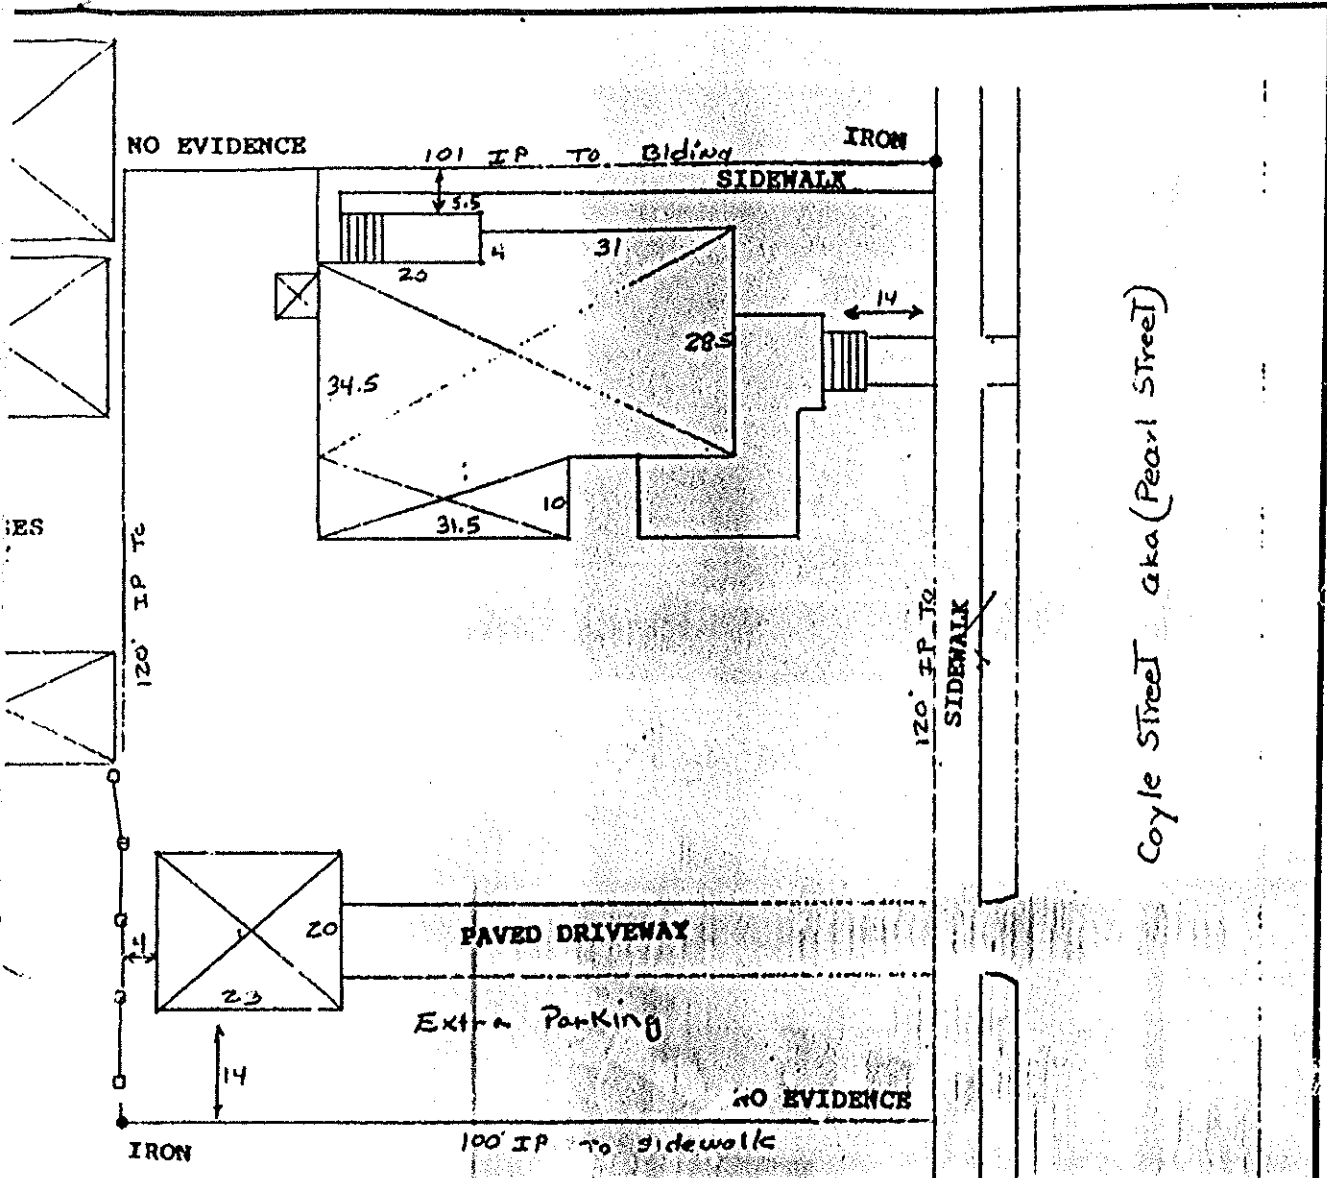 NO EVIDENCE
IRON
101 IP TO Blding
SIDEWALK
5.5
4
31
20
14
28.5
34.5
10
31.5
120' IP TO
120' IP TO
SIDEWALK
Coyle Street aka (Pearl Street)
20
PAVED DRIVEWAY
23
Extra Parking
14
NO EVIDENCE
IRON
100' IP To sidewalk